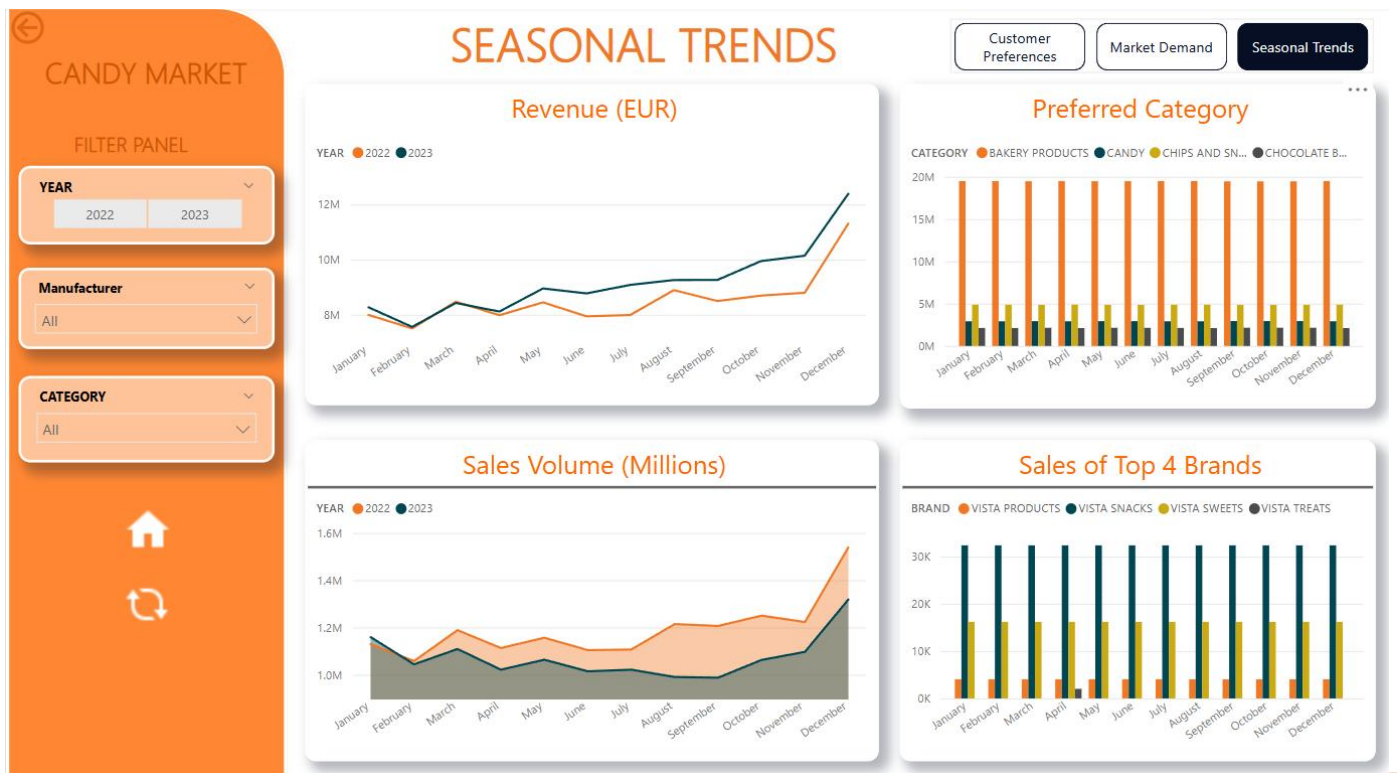 SEASONAL TRENDS
Customer
Preferences
Market Demand
Seasonal Trends
CANDY MARKET
FILTER PANEL
YEAR
2022 2023
Manufacturer
All
CATEGORY
All
Revenue (EUR)
YEAR 2022 2023
12M
10M
8M
January February March April May June July August September October November December
Preferred Category
CATEGORY BAKERY PRODUCTS CANDY CHIPS AND SN... CHOCOLATE B...
20M
15M
10M
5M
0M
January February March April May June July August September October November December
Sales Volume (Millions)
YEAR 2022 2023
1.6M
1.4M
1.2M
1.0M
January February March April May June July August September October November December
Sales of Top 4 Brands
BRAND VISTA PRODUCTS VISTA SNACKS VISTA SWEETS VISTA TREATS
30K
20K
10K
0K
January February March April May June July August September October November December